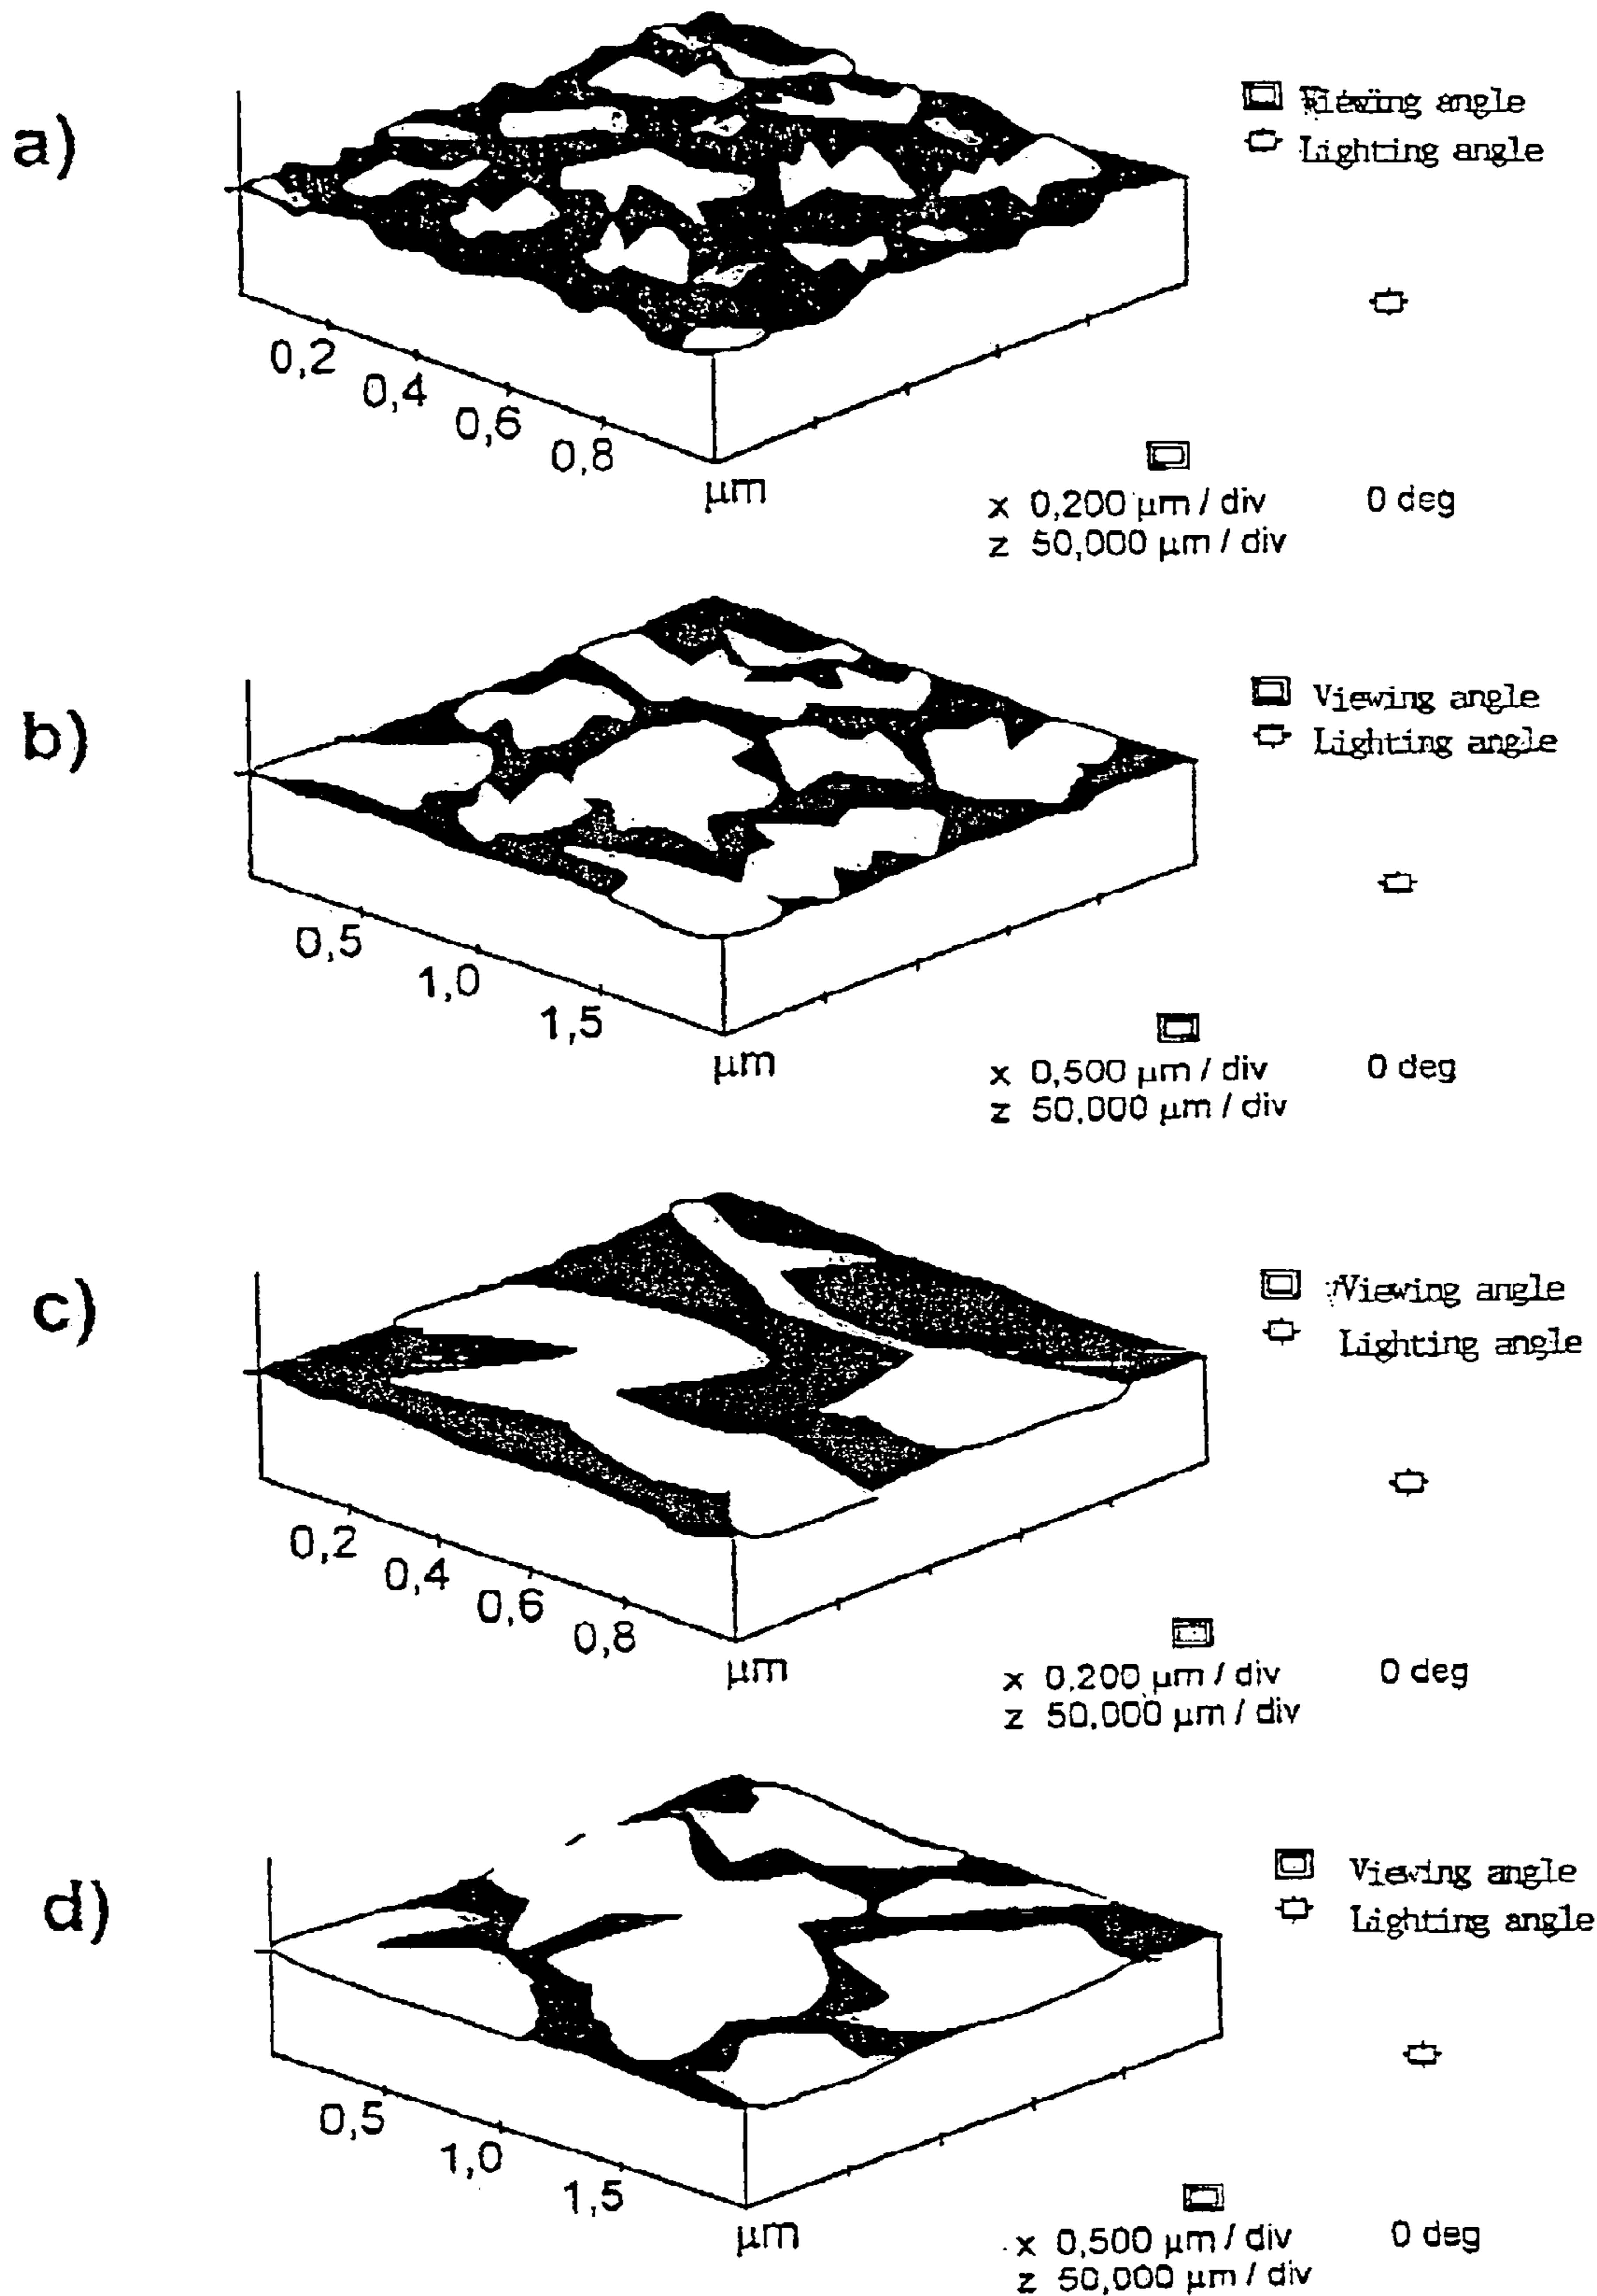 a)
Viewing angle
Lighting angle
0,2
0,4
0,6
0,8
µm
x 0,200 µm / div 0 deg
z 50,000 µm / div
b)
Viewing angle
Lighting angle
0,5
1,0
1,5
µm
x 0,500 µm / div 0 deg
z 50,000 µm / div
c)
Viewing angle
Lighting angle
0,2
0,4
0,6
0,8
µm
x 0,200 µm / div 0 deg
z 50,000 µm / div
d)
Viewing angle
Lighting angle
0,5
1,0
1,5
µm
x 0,500 µm / div 0 deg
z 50,000 µm / div